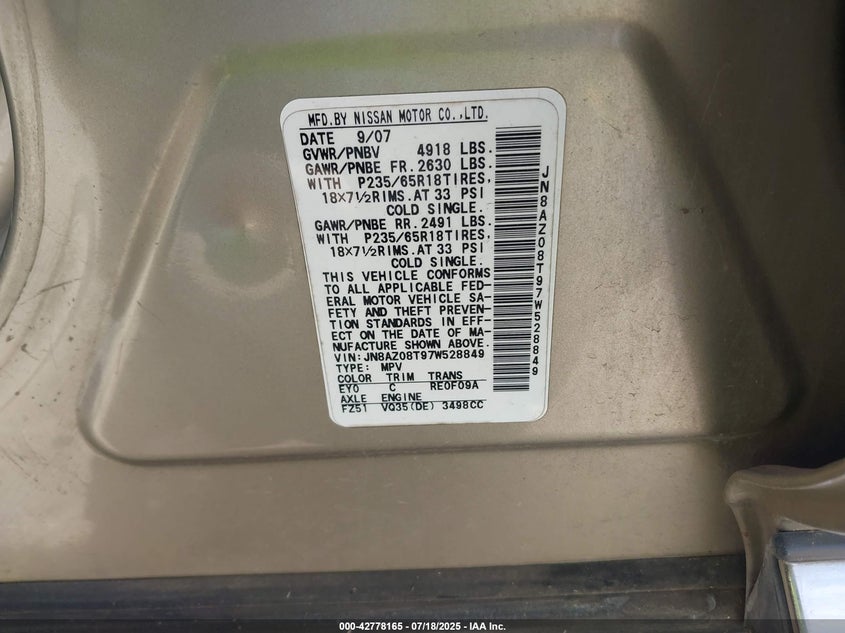 MFD.BY NISSAN MOTOR CO.,LTD.
DATE 9/07
GVWR/PNBV 4918 LBS.
GAWR/PNBE FR. 2630 LBS.
WITH P235/65R18TIRES,
18×7½RIMS.AT 33 PSI
COLD SINGLE.
GAWR/PNBE RR. 2491 LBS.
WITH P235/65R18TIRES,
18×7½RIMS.AT 33 PSI
COLD SINGLE.
THIS VEHICLE CONFORMS
TO ALL APPLICABLE FED-
ERAL MOTOR VEHICLE SA-
FETY AND THEFT PREVEN-
TION STANDARDS IN EFF-
ECT ON THE DATE OF MA-
NUFACTURE SHOWN ABOVE.
VIN:JN8AZ08T97W528849
TYPE: MPV
COLOR TRIM TRANS
EY0 C RE0F09A
AXLE ENGINE
FZ51 VQ35(DE) 3498CC
JN8AZ08T97W528849
000-42778165 - 07/18/2025 - IAA Inc.